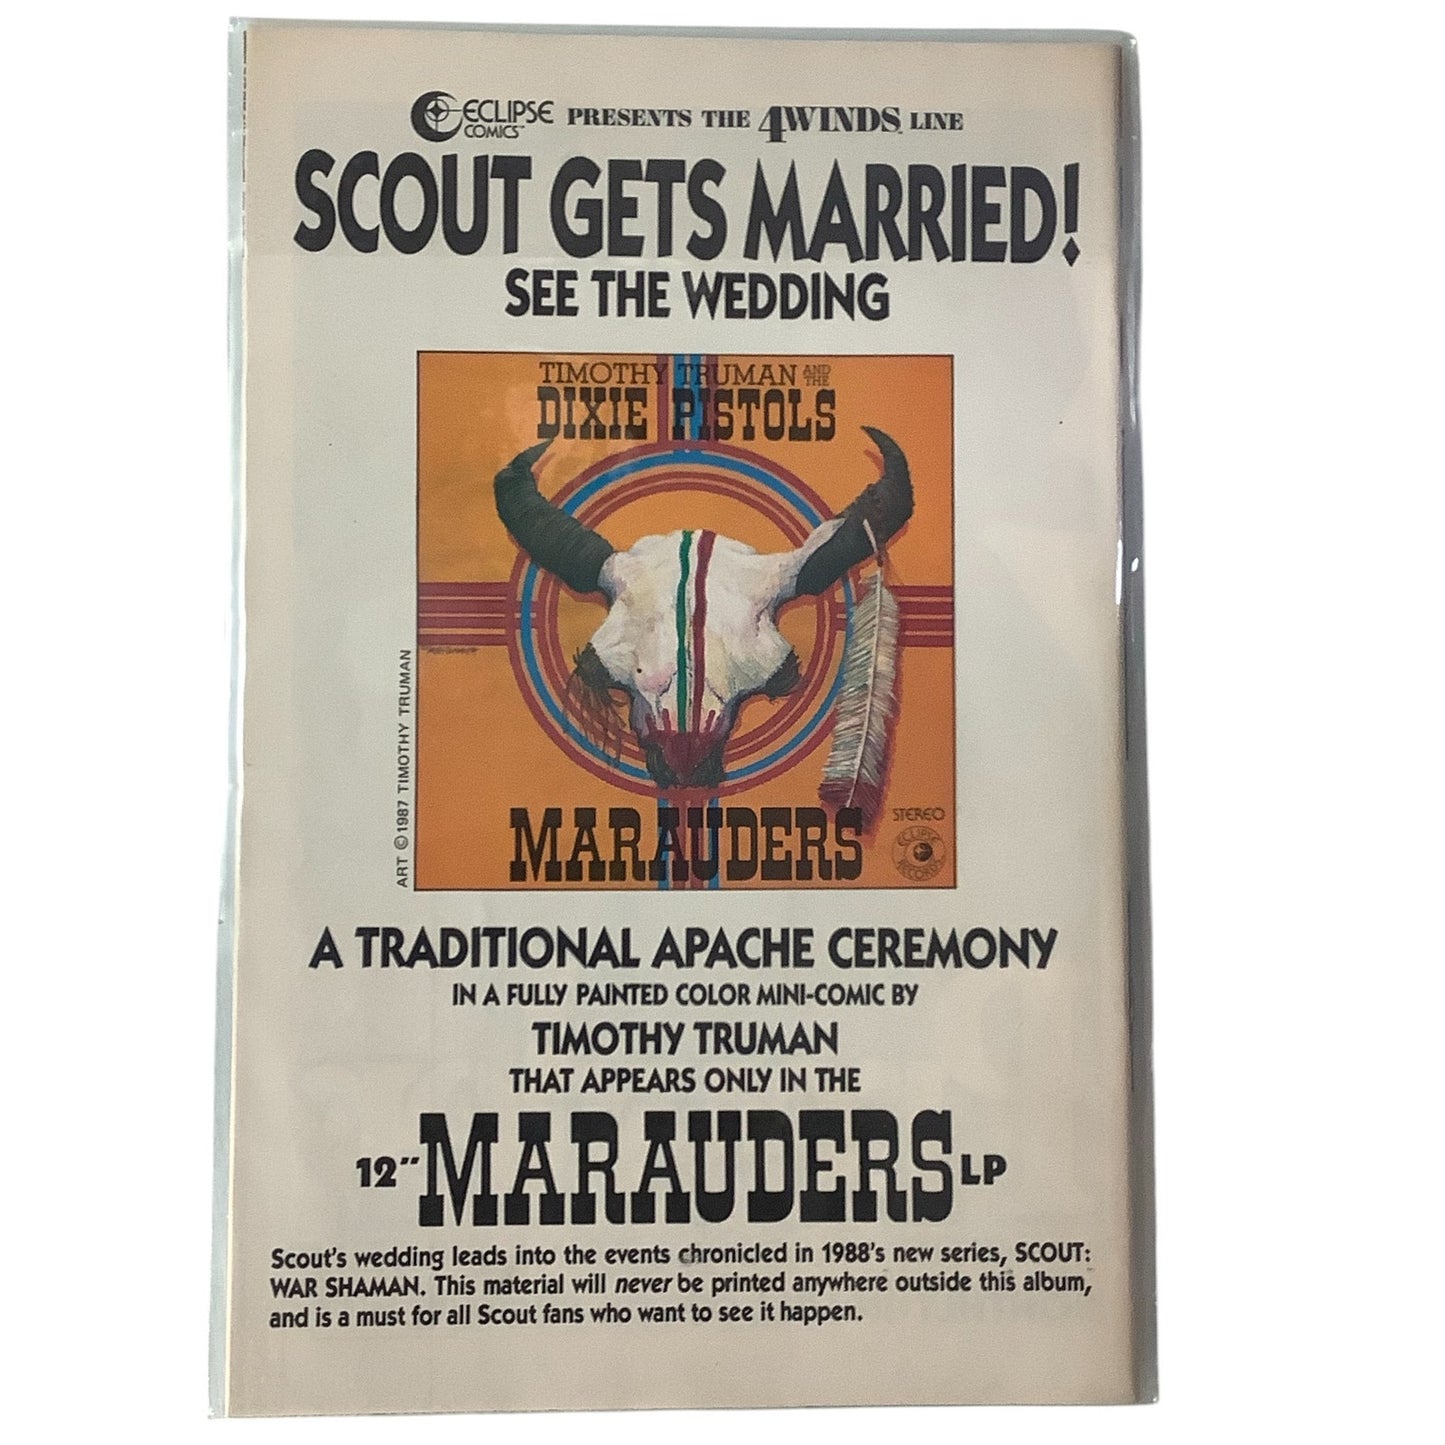 ECLIPSE COMICS™ PRESENTS THE 4WINDS LINE
SCOUT GETS MARRIED!
SEE THE WEDDING
TIMOTHY TRUMAN AND THE
DIXIE PISTOLS
MARAUDERS
STEREO
ECLIPSE RECORDS
ART © 1987 TIMOTHY TRUMAN
A TRADITIONAL APACHE CEREMONY
IN A FULLY PAINTED COLOR MINI-COMIC BY
TIMOTHY TRUMAN
THAT APPEARS ONLY IN THE
12" MARAUDERS LP
Scout's wedding leads into the events chronicled in 1988's new series, SCOUT:
WAR SHAMAN. This material will never be printed anywhere outside this album,
and is a must for all Scout fans who want to see it happen.